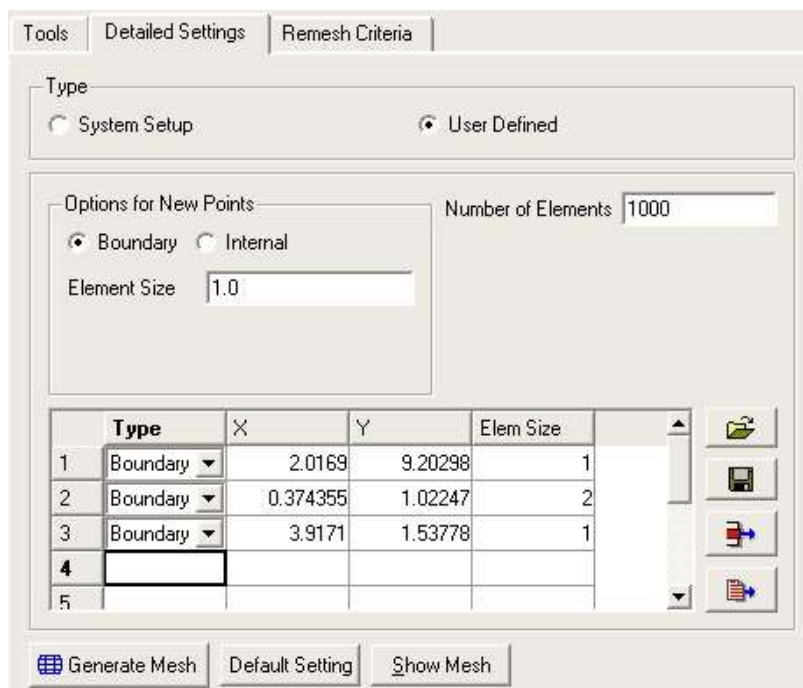 Tools Detailed Settings Remesh Criteria
Type
System Setup User Defined
Options for New Points
Number of Elements 1000
Boundary Internal
Element Size 1.0
Type X Y Elem Size
1 Boundary 2.0169 9.20298 1
2 Boundary 0.374355 1.02247 2
3 Boundary 3.9171 1.53778 1
4
5
Generate Mesh Default Setting Show Mesh